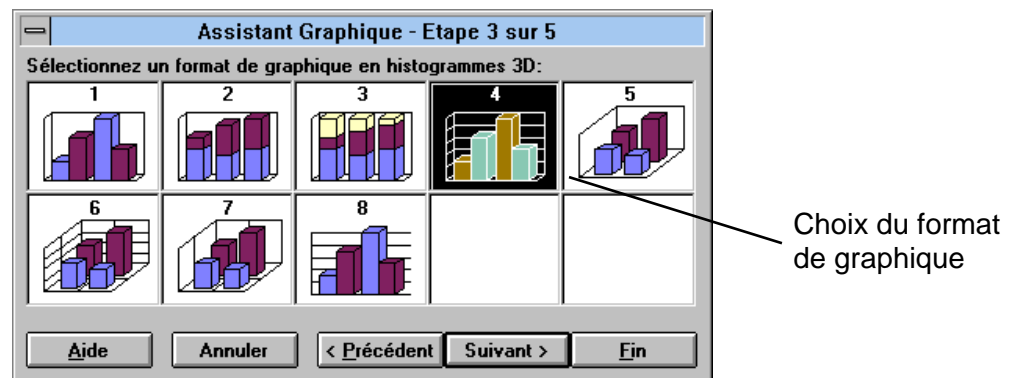 Assistant Graphique - Etape 3 sur 5
Sélectionnez un format de graphique en histogrammes 3D:
1 2 3 4 5
6 7 8
Choix du format
de graphique
Aide Annuler < Précédent Suivant > Fin